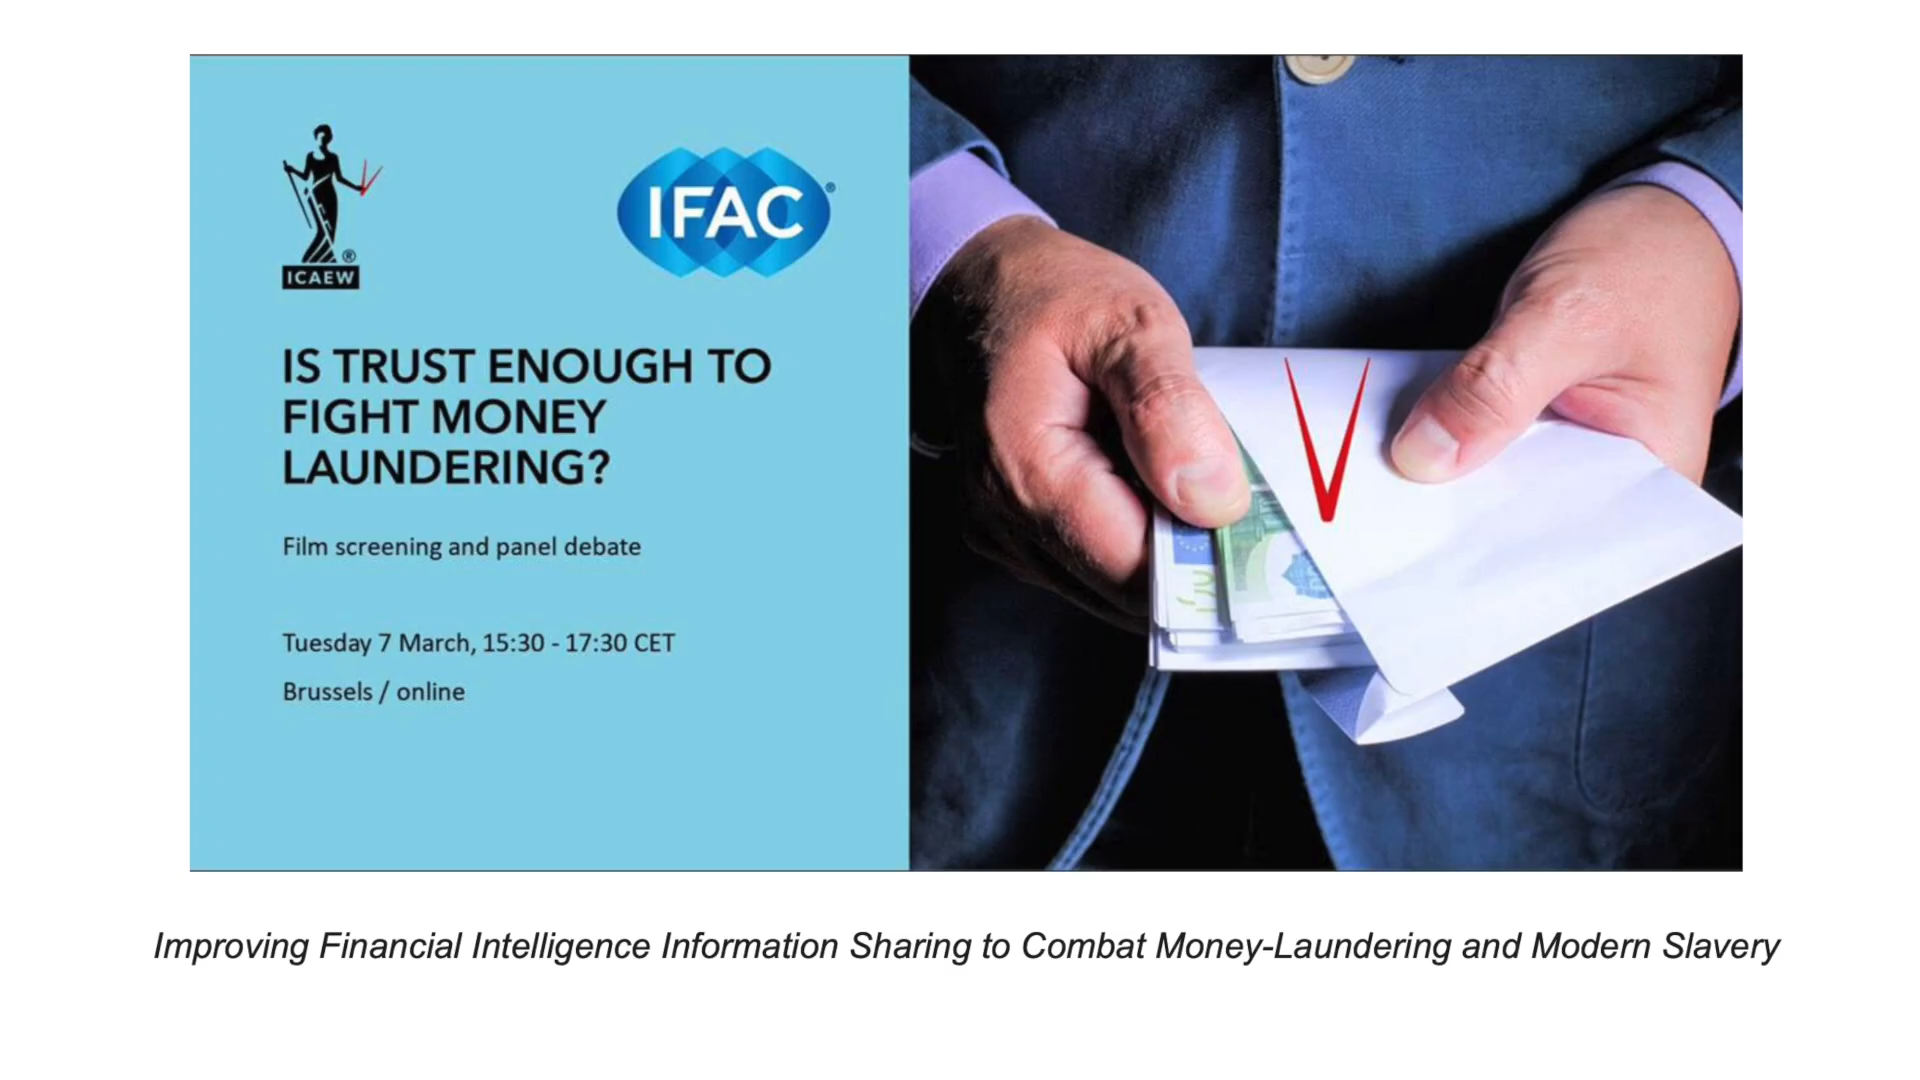 ICAEW
IFAC
IS TRUST ENOUGH TO
FIGHT MONEY
LAUNDERING?
Film screening and panel debate
Tuesday 7 March, 15:30 - 17:30 CET
Brussels / online
Improving Financial Intelligence Information Sharing to Combat Money-Laundering and Modern Slavery